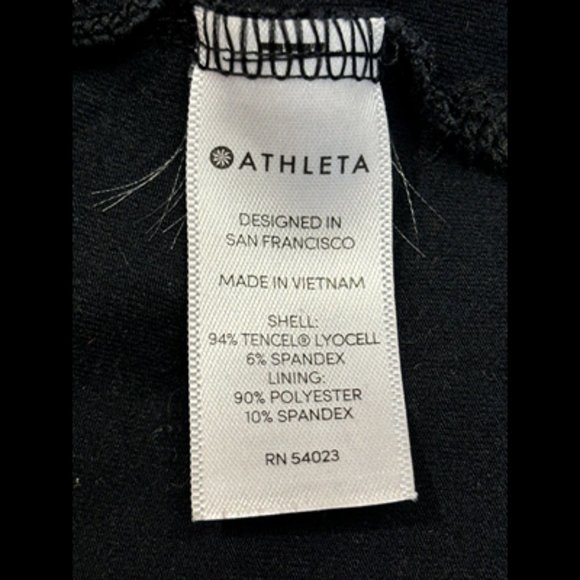 ATHLETA
DESIGNED IN
SAN FRANCISCO
MADE IN VIETNAM
SHELL:
94% TENCEL® LYOCELL
6% SPANDEX
LINING:
90% POLYESTER
10% SPANDEX
RN 54023